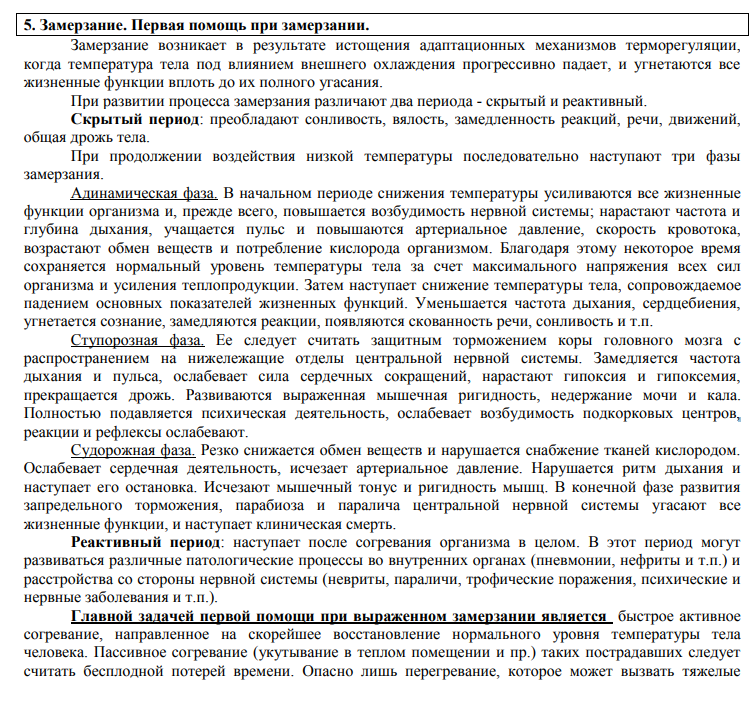 5. Замерзание. Первая помощь при замерзании.
Замерзание возникает в результате истощения адаптационных механизмов терморегуляции,
когда температура тела под влиянием внешнего охлаждения прогрессивно падает, и угнетаются все
жизненные функции вплоть до их полного угасания.
При развитии процесса замерзания различают два периода - скрытый и реактивный.
Скрытый период: преобладают сонливость, вялость, замедленность реакций, речи, движений,
общая дрожь тела.
При продолжении воздействия низкой температуры последовательно наступают три фазы
замерзания.
Адинамическая фаза. В начальном периоде снижения температуры усиливаются все жизненные
функции организма и, прежде всего, повышается возбудимость нервной системы; нарастают частота и
глубина дыхания, учащается пульс и повышаются артериальное давление, скорость кровотока,
возрастают обмен веществ и потребление кислорода организмом. Благодаря этому некоторое время
сохраняется нормальный уровень температуры тела за счет максимального напряжения всех сил
организма и усиления теплопродукции. Затем наступает снижение температуры тела, сопровождаемое
падением основных показателей жизненных функций. Уменьшается частота дыхания, сердцебиения,
угнетается сознание, замедляются реакции, появляются скованность речи, сонливость и т.п.
Ступорозная фаза. Ее следует считать защитным торможением коры головного мозга с
распространением на нижележащие отделы центральной нервной системы. Замедляется частота
дыхания и пульса, ослабевает сила сердечных сокращений, нарастают гипоксия и гипоксемия,
прекращается дрожь. Развиваются выраженная мышечная ригидность, недержание мочи и кала.
Полностью подавляется психическая деятельность, ослабевает возбудимость подкорковых центров,
реакции и рефлексы ослабевают.
Судорожная фаза. Резко снижается обмен веществ и нарушается снабжение тканей кислородом.
Ослабевает сердечная деятельность, исчезает артериальное давление. Нарушается ритм дыхания и
наступает его остановка. Исчезают мышечный тонус и ригидность мышц. В конечной фазе развития
запредельного торможения, парабиоза и паралича центральной нервной системы угасают все
жизненные функции, и наступает клиническая смерть.
Реактивный период: наступает после согревания организма в целом. В этот период могут
развиваться различные патологические процессы во внутренних органах (пневмонии, нефриты и т.п.) и
расстройства со стороны нервной системы (невриты, параличи, трофические поражения, психические и
нервные заболевания и т.п.).
Главной задачей первой помощи при выраженном замерзании является быстрое активное
согревание, направленное на скорейшее восстановление нормального уровня температуры тела
человека. Пассивное согревание (укутывание в теплом помещении и пр.) таких пострадавших следует
считать бесплодной потерей времени. Опасно лишь перегревание, которое может вызвать тяжелые